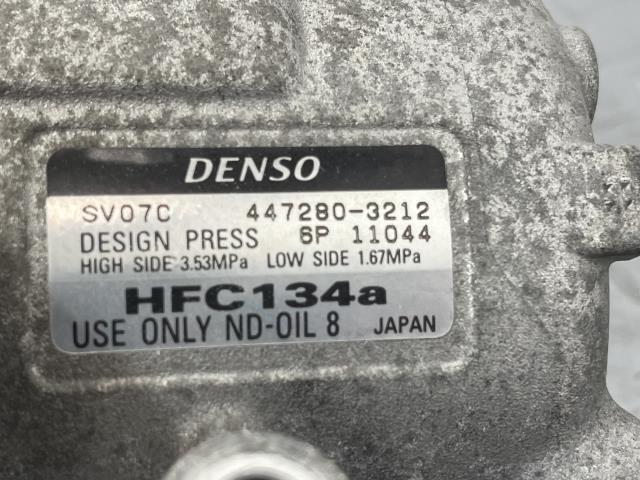 DENSO
SV07C 447280-3212
DESIGN PRESS 6P 11044
HIGH SIDE 3.53MPa LOW SIDE 1.67MPa
HFC134a
USE ONLY ND-OIL 8 JAPAN